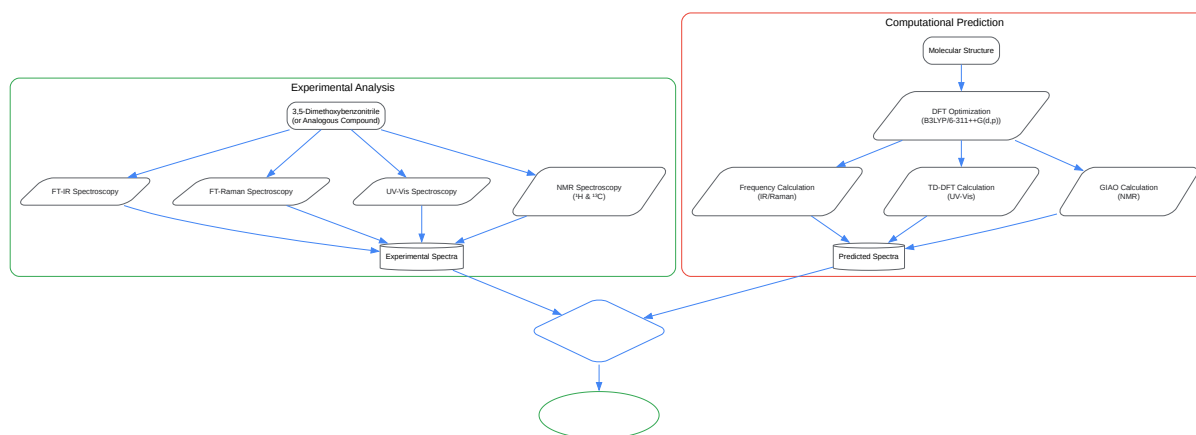 Computational Prediction
Molecular Structure
Experimental Analysis
3,5-Dimethoxybenzonitrile
(or Analogous Compound)
DFT Optimization
(B3LYP/6-311++G(d,p))
FT-IR Spectroscopy
FT-Raman Spectroscopy
UV-Vis Spectroscopy
NMR Spectroscopy
(¹H & ¹³C)
Frequency Calculation
(IR/Raman)
TD-DFT Calculation
(UV-Vis)
GIAO Calculation
(NMR)
Experimental Spectra
Predicted Spectra